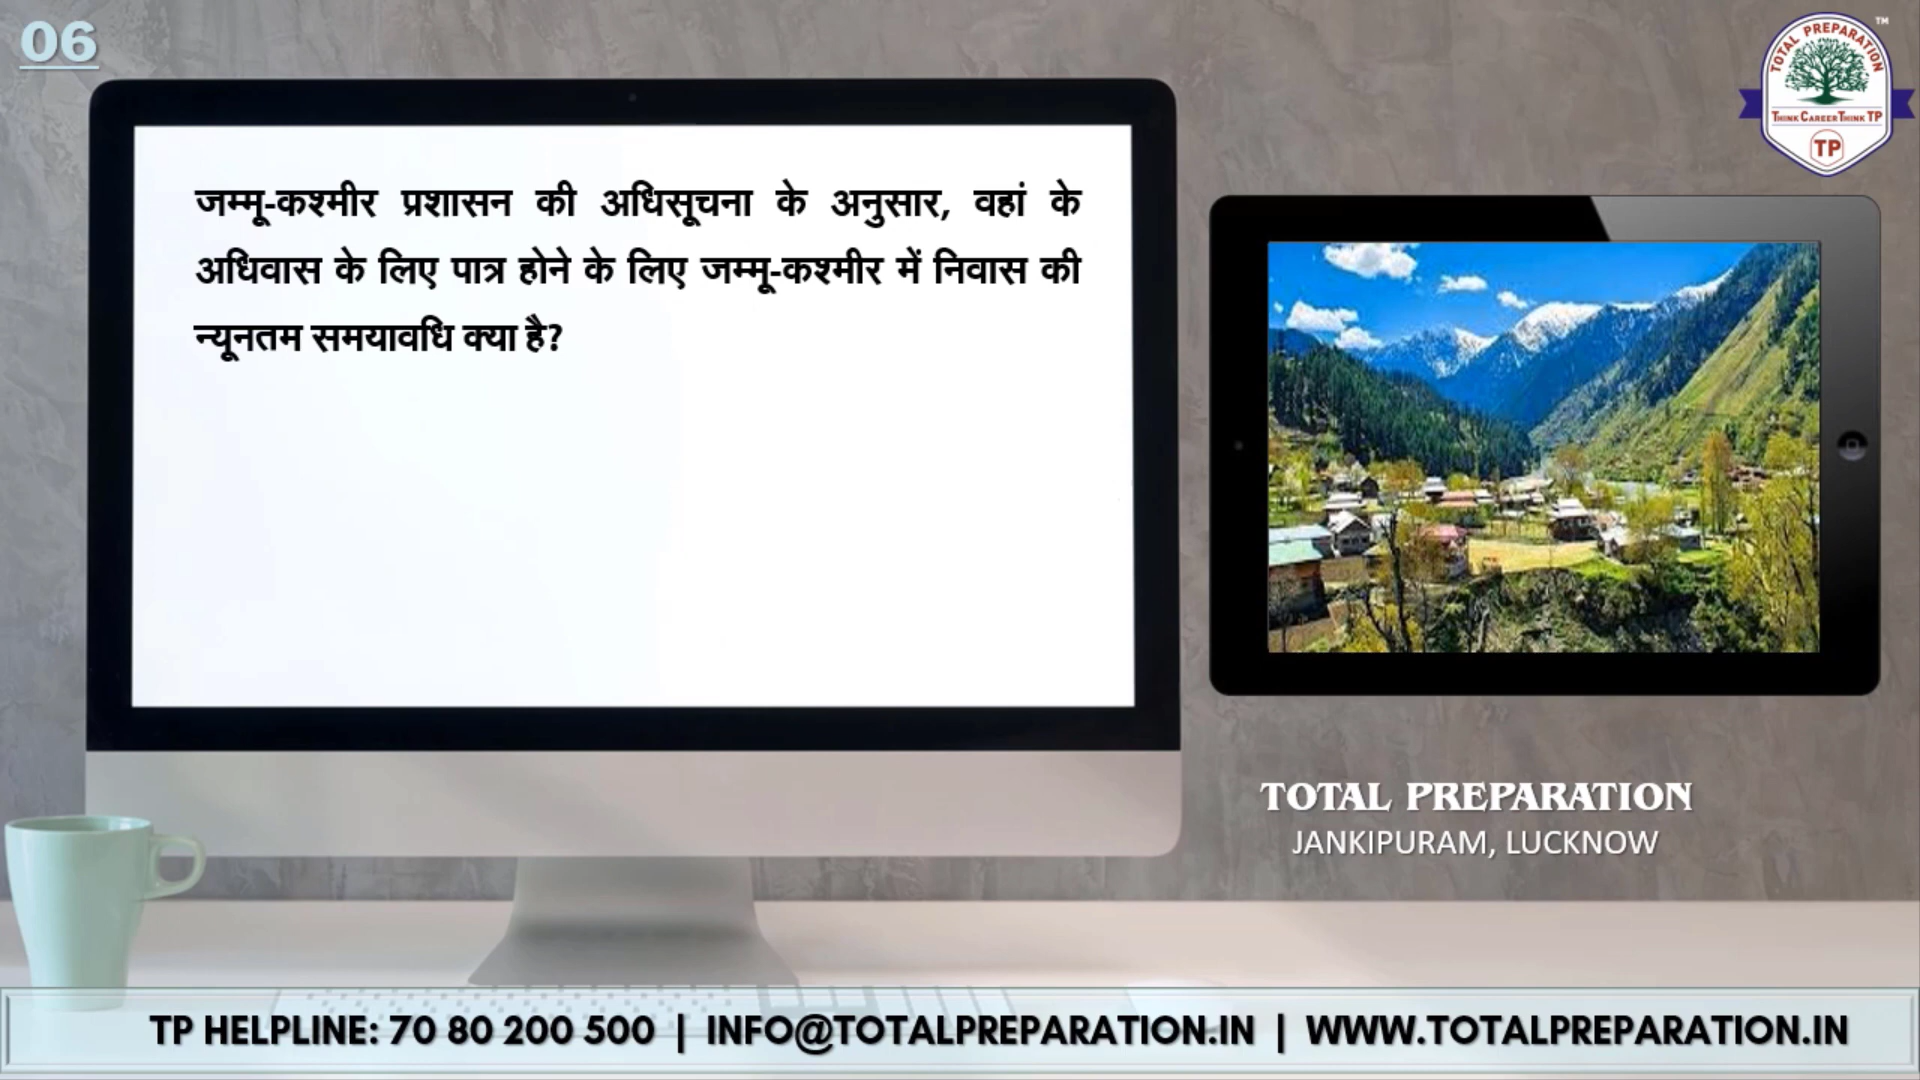 06
TOTAL PREPARATION
TM
THINK CAREER THINK TP
TP
जम्मू-कश्मीर प्रशासन की अधिसूचना के अनुसार, वहां के
अधिवास के लिए पात्र होने के लिए जम्मू-कश्मीर में निवास की
न्यूनतम समयावधि क्या है?
TOTAL PREPARATION
JANKIPURAM, LUCKNOW
TP HELPLINE: 70 80 200 500 | INFO@TOTALPREPARATION.IN | WWW.TOTALPREPARATION.IN